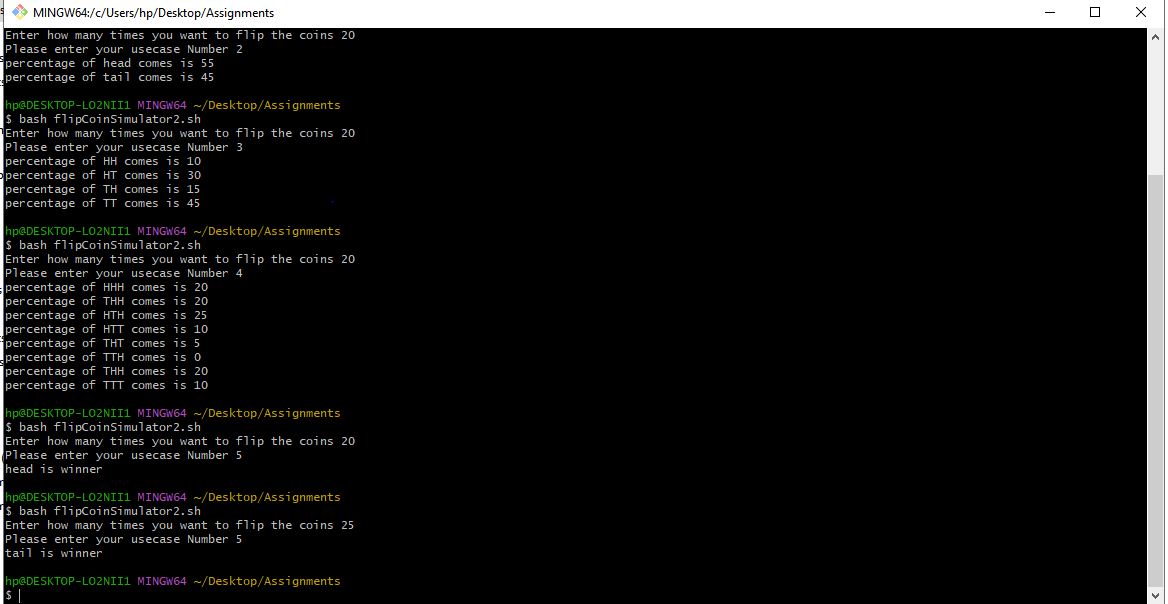 MINGW64:/c/Users/hp/Desktop/Assignments
Enter how many times you want to flip the coins 20
Please enter your usecase Number 2
percentage of head comes is 55
percentage of tail comes is 45
hp@DESKTOP-LO2NII1 MINGW64 ~/Desktop/Assignments
$ bash flipCoinSimulator2.sh
Enter how many times you want to flip the coins 20
Please enter your usecase Number 3
percentage of HH comes is 10
percentage of HT comes is 30
percentage of TH comes is 15
percentage of TT comes is 45
hp@DESKTOP-LO2NII1 MINGW64 ~/Desktop/Assignments
$ bash flipCoinSimulator2.sh
Enter how many times you want to flip the coins 20
Please enter your usecase Number 4
percentage of HHH comes is 20
percentage of THH comes is 20
percentage of HTH comes is 25
percentage of HTT comes is 10
percentage of THT comes is 5
percentage of TTH comes is 0
percentage of THH comes is 20
percentage of TTT comes is 10
hp@DESKTOP-LO2NII1 MINGW64 ~/Desktop/Assignments
$ bash flipCoinSimulator2.sh
Enter how many times you want to flip the coins 20
Please enter your usecase Number 5
head is winner
hp@DESKTOP-LO2NII1 MINGW64 ~/Desktop/Assignments
$ bash flipCoinSimulator2.sh
Enter how many times you want to flip the coins 25
Please enter your usecase Number 5
tail is winner
hp@DESKTOP-LO2NII1 MINGW64 ~/Desktop/Assignments
$